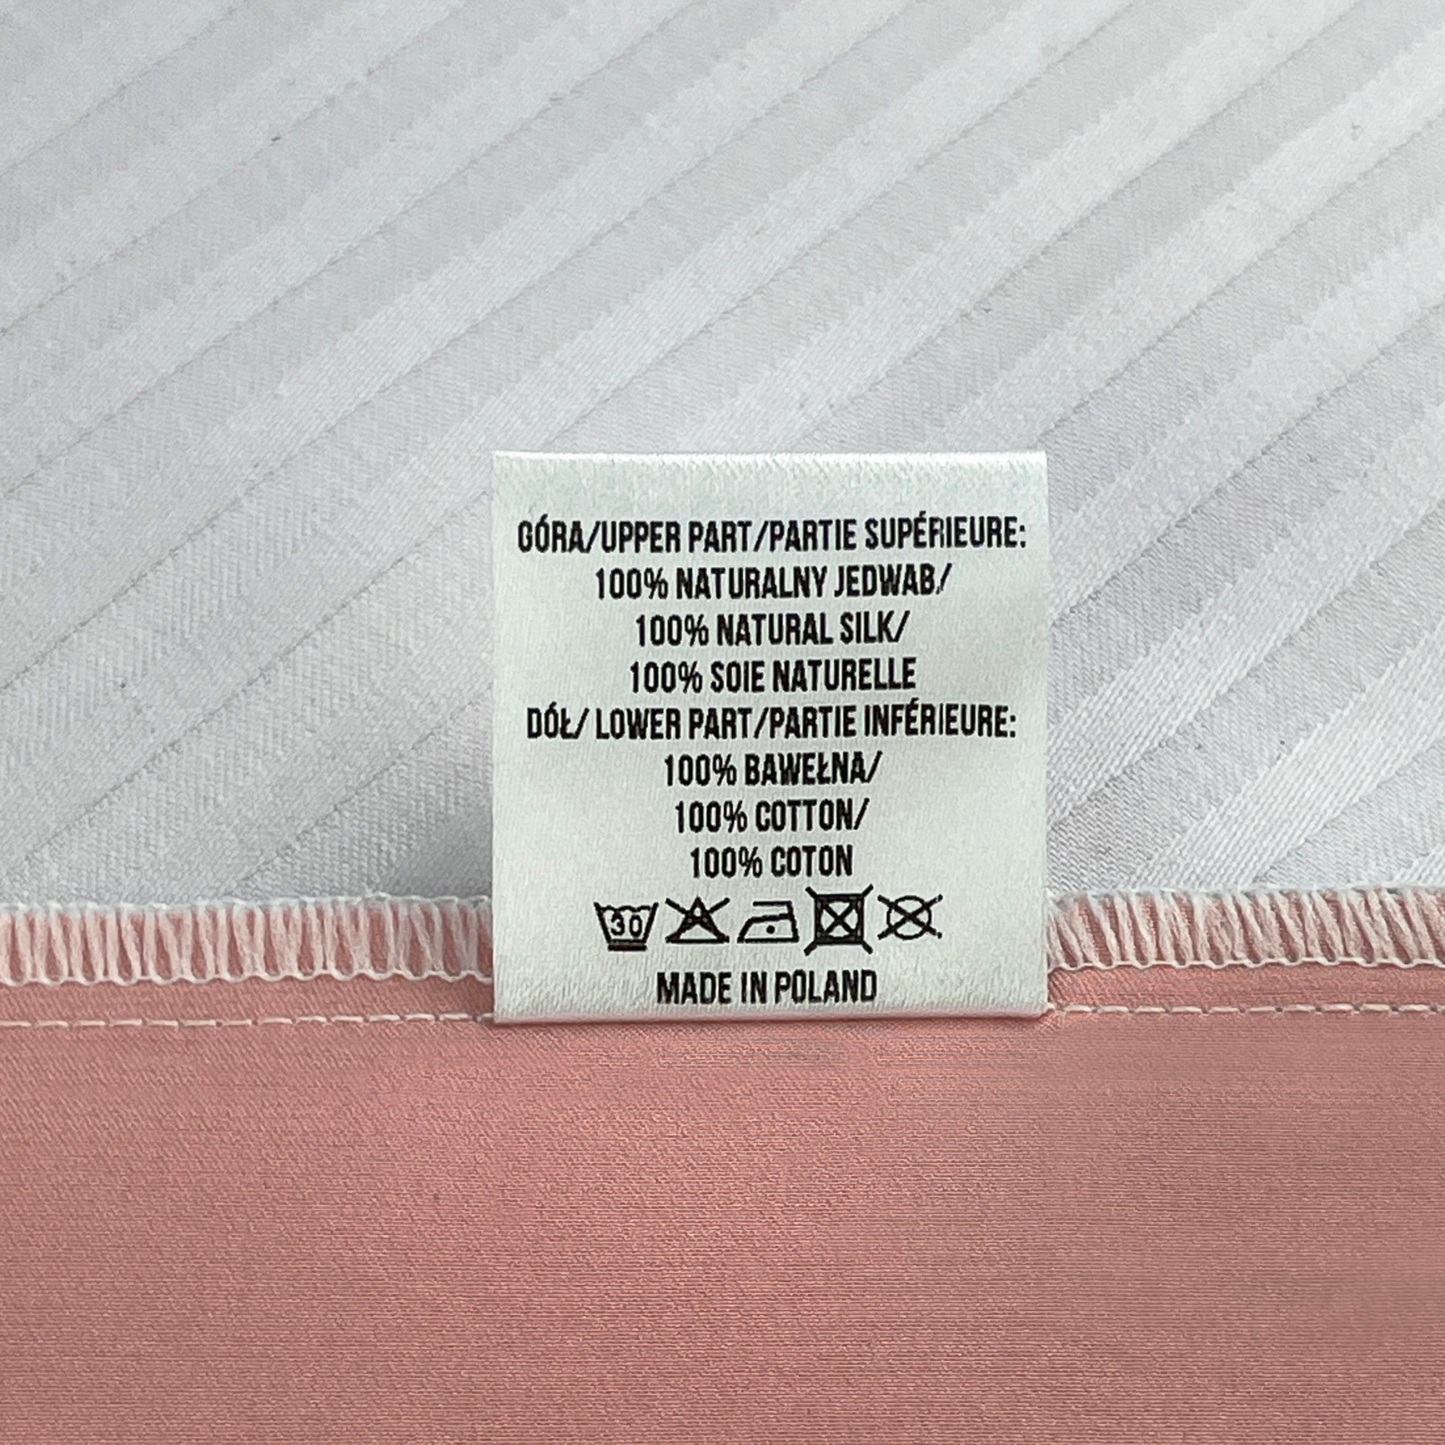 GÓRA/UPPER PART/PARTIE SUPÉRIEURE:
100% NATURALNY JEDWAB/
100% NATURAL SILK/
100% SOIE NATURELLE
DÓŁ/ LOWER PART/PARTIE INFÉRIEURE:
100% BAWEŁNA/
100% COTTON/
100% COTON
30
MADE IN POLAND